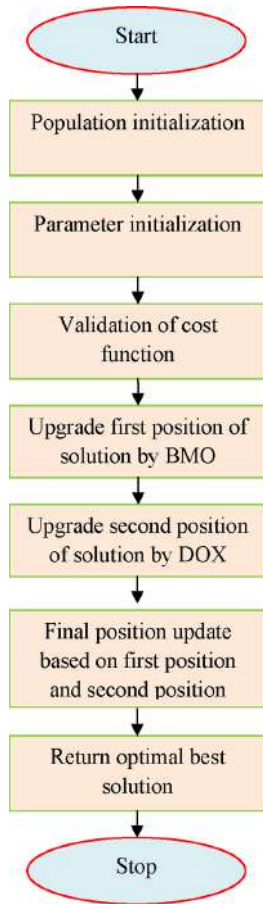 Start
Population initialization
Parameter initialization
Validation of cost
function
Upgrade first position of
solution by BMO
Upgrade second position
of solution by DOX
Final position update
based on first position
and second position
Return optimal best
solution
Stop